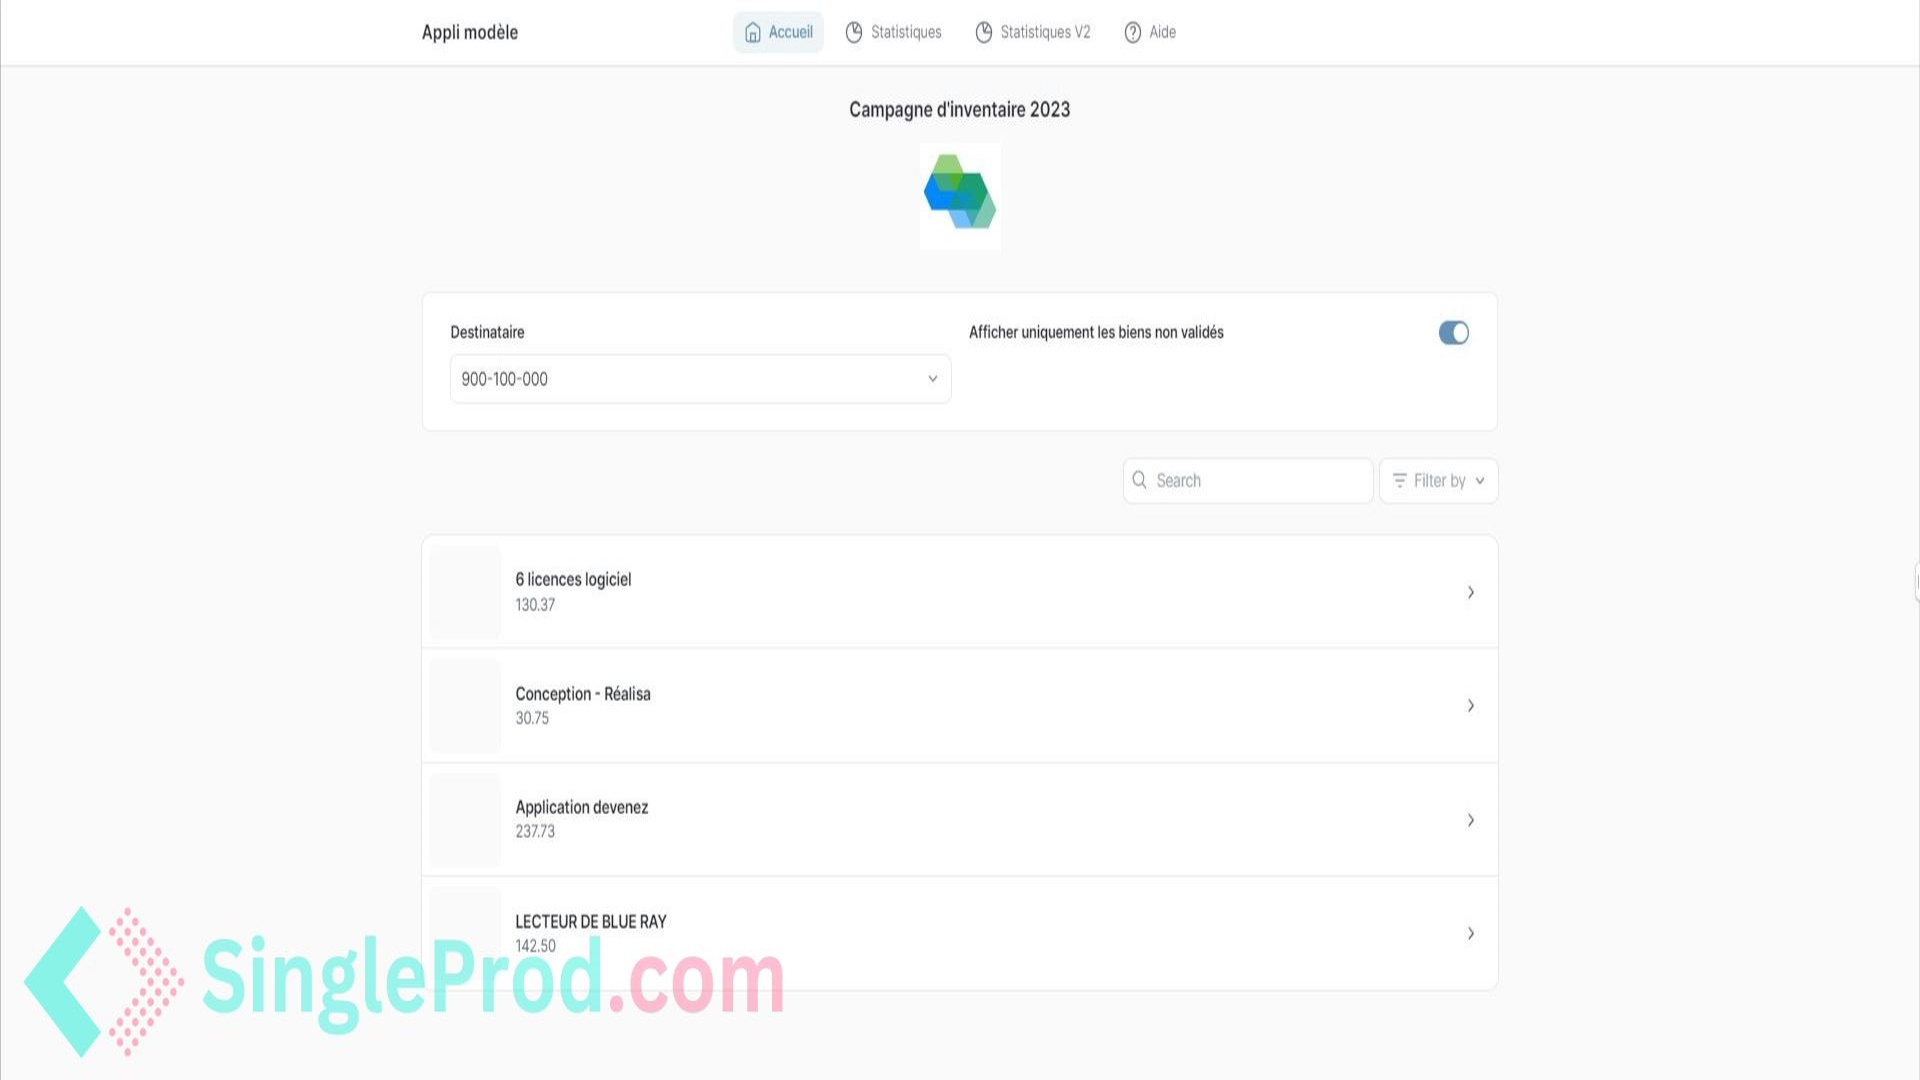 Appli modèle
Accueil
Statistiques
Statistiques V2
Aide
Campagne d'inventaire 2023
Destinataire
Afficher uniquement les biens non validés
900-100-000
Search
Filter by
6 licences logiciel
130.37
Conception - Réalisa
30.75
Application devenez
237.73
LECTEUR DE BLUE RAY
142.50
SingleProd.com